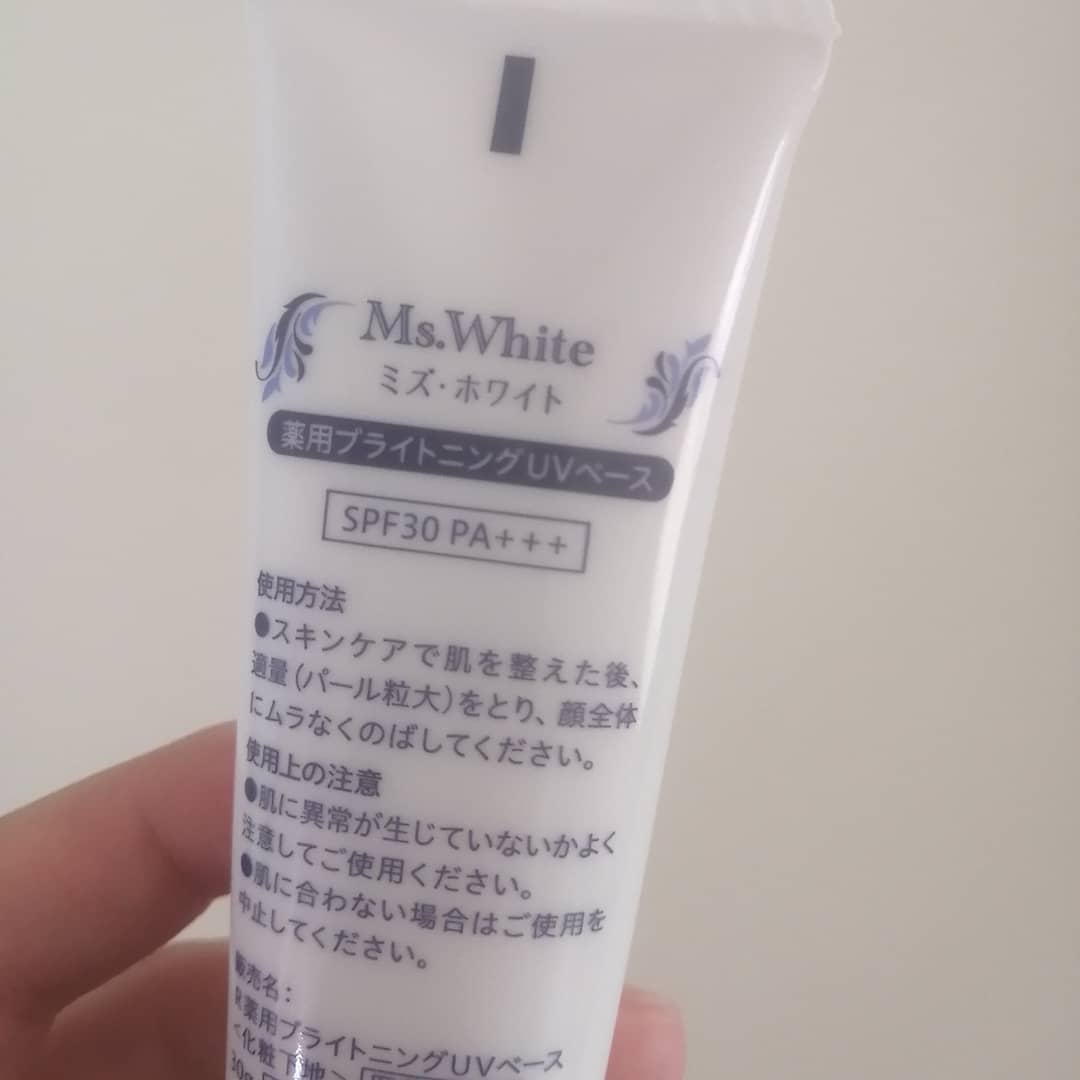 Ms.White
ミズ・ホワイト
薬用ブライトニングUVベース
SPF30 PA+++
使用方法
●スキンケアで肌を整えた後、
適量(パール粒大)をとり、顔全体
にムラなくのばしてください。
使用上の注意
●肌に異常が生じていないかよく
注意してご使用ください。
●肌に合わない場合はご使用を
中止してください。
販売名:
R薬用ブライトニングUVベース
<化粧下地>
30g